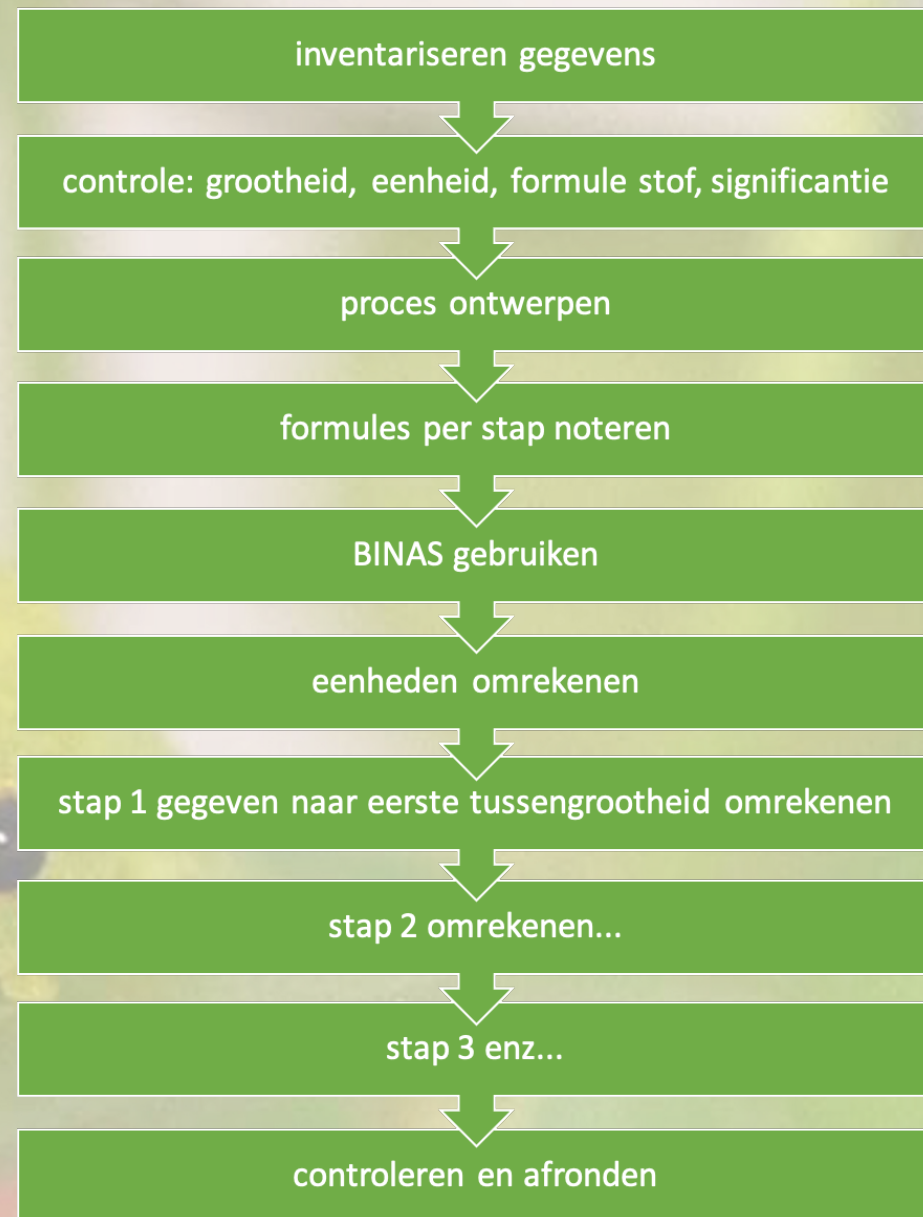 inventariseren gegevens
controle: grootheid, eenheid, formule stof, significantie
proces ontwerpen
formules per stap noteren
BINAS gebruiken
eenheden omrekenen
stap 1 gegeven naar eerste tussengrootheid omrekenen
stap 2 omrekenen...
stap 3 enz...
controleren en afronden